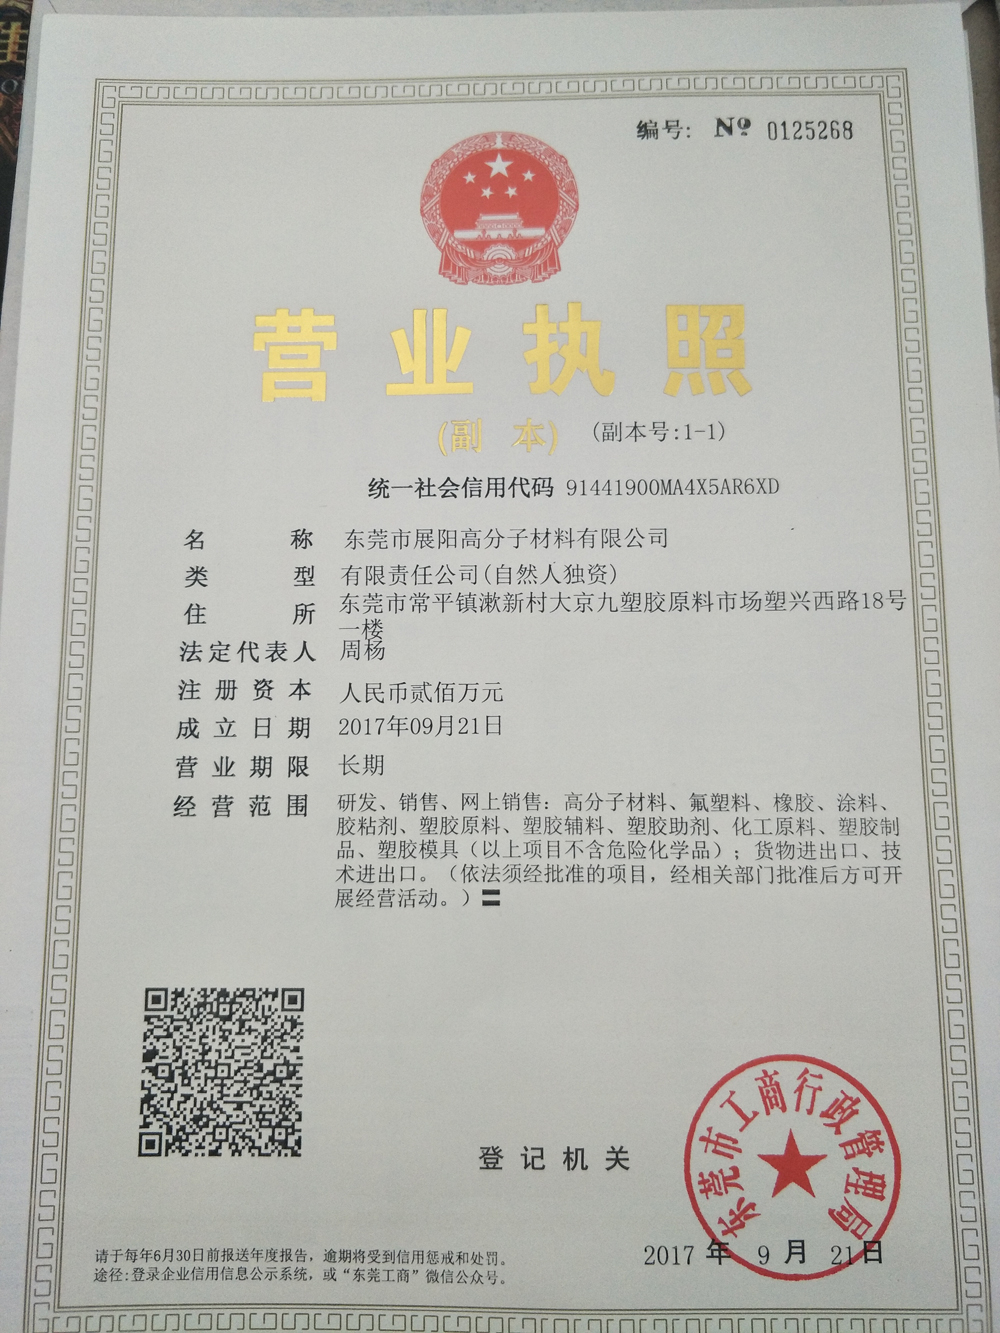 编号: Nº 0125268
营业执照
(副 本) (副本号:1-1)
统一社会信用代码 91441900MA4X5AR6XD
名称 东莞市展阳高分子材料有限公司
类型 有限责任公司(自然人独资)
住所 东莞市常平镇漱新村大京九塑胶原料市场塑兴西路18号
一楼
法定代表人 周杨
注册资本 人民币贰佰万元
成立日期 2017年09月21日
营业期限 长期
经营范围 研发、销售、网上销售：高分子材料、氟塑料、橡胶、涂料、
胶粘剂、塑胶原料、塑胶辅料、塑胶助剂、化工原料、塑胶制
品、塑胶模具（以上项目不含危险化学品）；货物进出口、技
术进出口。（依法须经批准的项目，经相关部门批准后方可开
展经营活动。）〓
东莞市工商行政管理局
登记机关
2017 年 9 月 21日
请于每年6月30日前报送年度报告，逾期将受到信用惩戒和处罚。
途径:登录企业信用信息公示系统，或“东莞工商”微信公众号。